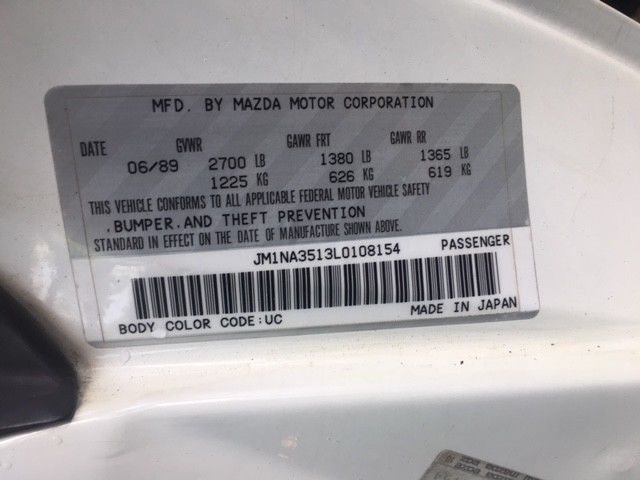 MFD. BY MAZDA MOTOR CORPORATION
DATE GVWR GAWR FRT GAWR RR
06/89 2700 LB 1380 LB 1365 LB
1225 KG 626 KG 619 KG
THIS VEHICLE CONFORMS TO ALL APPLICABLE FEDERAL MOTOR VEHICLE SAFETY
,BUMPER,AND THEFT PREVENTION
STANDARD IN EFFECT ON THE DATE OF MANUFACTURE SHOWN ABOVE.
JM1NA3513L0108154 PASSENGER
BODY COLOR CODE:UC MADE IN JAPAN